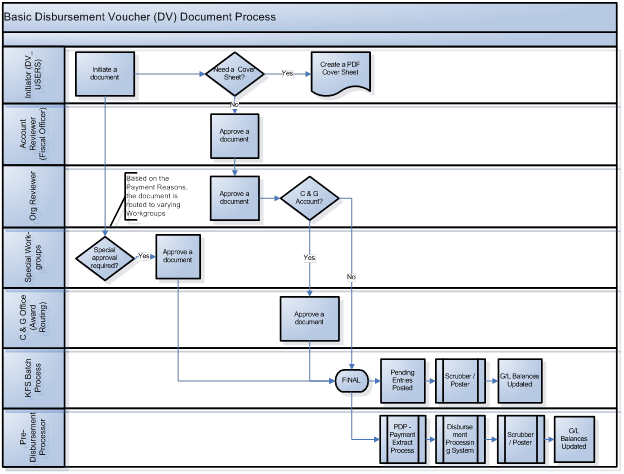 Basic Disbursement Voucher (DV) Document Process
Initiator (DV_
USERS)
Initiate a
document
Need a Cover
Sheet?
Yes
Create a PDF
Cover Sheet
No
Account
Reviewer
(Fiscal Officer)
Approve a
document
Org Reviewer
Based on the
Payment Reasons,
the document is
routed to varying
Workgroups
Approve a
document
C & G
Account?
Special Work-
groups
Special
approval
required?
Yes
Approve a
document
Yes
No
C & G Office
(Award
Routing)
Approve a
document
KFS Batch
Process
FINAL
Pending
Entries
Posted
Scrubber /
Poster
G/L Balances
Updated
Pre-
Disbursement
Processor
PDP -
Payment
Extract
Process
Disburse
ment
Processin
g System
Scrubber
/ Poster
G/L
Balances
Updated